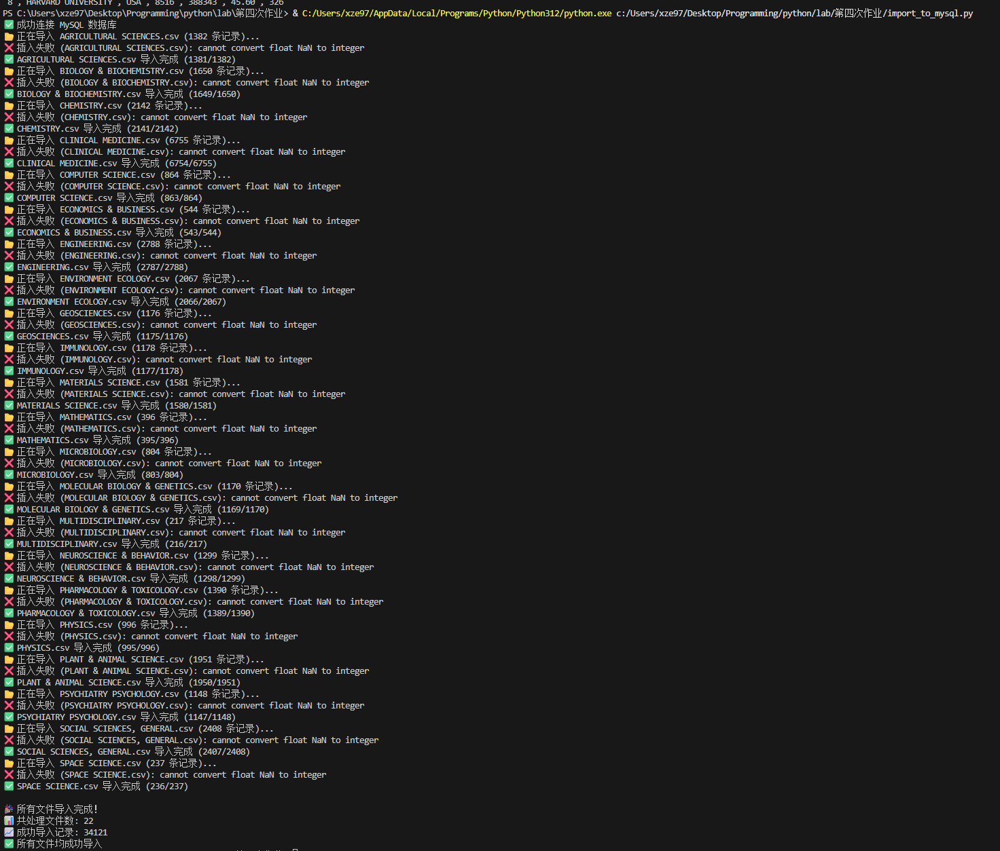 8 , HARVARD UNIVERSITY , USA , 8516 , 388343 , 45.60 , 326
PS C:\Users\xze97\Desktop\Programming\python\lab\第四次作业> & C:/Users/xze97/AppData/Local/Programs/Python/Python312/python.exe c:/Users/xze97/Desktop/Programming/python/lab/第四次作业/import_to_mysql.py
✅ 成功连接 MySQL 数据库
📂 正在导入 AGRICULTURAL SCIENCES.csv (1382 条记录)...
❌ 插入失败 (AGRICULTURAL SCIENCES.csv): cannot convert float NaN to integer
✅ AGRICULTURAL SCIENCES.csv 导入完成 (1381/1382)
📂 正在导入 BIOLOGY & BIOCHEMISTRY.csv (1650 条记录)...
❌ 插入失败 (BIOLOGY & BIOCHEMISTRY.csv): cannot convert float NaN to integer
✅ BIOLOGY & BIOCHEMISTRY.csv 导入完成 (1649/1650)
📂 正在导入 CHEMISTRY.csv (2142 条记录)...
❌ 插入失败 (CHEMISTRY.csv): cannot convert float NaN to integer
✅ CHEMISTRY.csv 导入完成 (2141/2142)
📂 正在导入 CLINICAL MEDICINE.csv (6755 条记录)...
❌ 插入失败 (CLINICAL MEDICINE.csv): cannot convert float NaN to integer
✅ CLINICAL MEDICINE.csv 导入完成 (6754/6755)
📂 正在导入 COMPUTER SCIENCE.csv (864 条记录)...
❌ 插入失败 (COMPUTER SCIENCE.csv): cannot convert float NaN to integer
✅ COMPUTER SCIENCE.csv 导入完成 (863/864)
📂 正在导入 ECONOMICS & BUSINESS.csv (544 条记录)...
❌ 插入失败 (ECONOMICS & BUSINESS.csv): cannot convert float NaN to integer
✅ ECONOMICS & BUSINESS.csv 导入完成 (543/544)
📂 正在导入 ENGINEERING.csv (2788 条记录)...
❌ 插入失败 (ENGINEERING.csv): cannot convert float NaN to integer
✅ ENGINEERING.csv 导入完成 (2787/2788)
📂 正在导入 ENVIRONMENT ECOLOGY.csv (2067 条记录)...
❌ 插入失败 (ENVIRONMENT ECOLOGY.csv): cannot convert float NaN to integer
✅ ENVIRONMENT ECOLOGY.csv 导入完成 (2066/2067)
📂 正在导入 GEOSCIENCES.csv (1176 条记录)...
❌ 插入失败 (GEOSCIENCES.csv): cannot convert float NaN to integer
✅ GEOSCIENCES.csv 导入完成 (1175/1176)
📂 正在导入 IMMUNOLOGY.csv (1178 条记录)...
❌ 插入失败 (IMMUNOLOGY.csv): cannot convert float NaN to integer
✅ IMMUNOLOGY.csv 导入完成 (1177/1178)
📂 正在导入 MATERIALS SCIENCE.csv (1581 条记录)...
❌ 插入失败 (MATERIALS SCIENCE.csv): cannot convert float NaN to integer
✅ MATERIALS SCIENCE.csv 导入完成 (1580/1581)
📂 正在导入 MATHEMATICS.csv (396 条记录)...
❌ 插入失败 (MATHEMATICS.csv): cannot convert float NaN to integer
✅ MATHEMATICS.csv 导入完成 (395/396)
📂 正在导入 MICROBIOLOGY.csv (804 条记录)...
❌ 插入失败 (MICROBIOLOGY.csv): cannot convert float NaN to integer
✅ MICROBIOLOGY.csv 导入完成 (803/804)
📂 正在导入 MOLECULAR BIOLOGY & GENETICS.csv (1170 条记录)...
❌ 插入失败 (MOLECULAR BIOLOGY & GENETICS.csv): cannot convert float NaN to integer
✅ MOLECULAR BIOLOGY & GENETICS.csv 导入完成 (1169/1170)
📂 正在导入 MULTIDISCIPLINARY.csv (217 条记录)...
❌ 插入失败 (MULTIDISCIPLINARY.csv): cannot convert float NaN to integer
✅ MULTIDISCIPLINARY.csv 导入完成 (216/217)
📂 正在导入 NEUROSCIENCE & BEHAVIOR.csv (1299 条记录)...
❌ 插入失败 (NEUROSCIENCE & BEHAVIOR.csv): cannot convert float NaN to integer
✅ NEUROSCIENCE & BEHAVIOR.csv 导入完成 (1298/1299)
📂 正在导入 PHARMACOLOGY & TOXICOLOGY.csv (1390 条记录)...
❌ 插入失败 (PHARMACOLOGY & TOXICOLOGY.csv): cannot convert float NaN to integer
✅ PHARMACOLOGY & TOXICOLOGY.csv 导入完成 (1389/1390)
📂 正在导入 PHYSICS.csv (996 条记录)...
❌ 插入失败 (PHYSICS.csv): cannot convert float NaN to integer
✅ PHYSICS.csv 导入完成 (995/996)
📂 正在导入 PLANT & ANIMAL SCIENCE.csv (1951 条记录)...
❌ 插入失败 (PLANT & ANIMAL SCIENCE.csv): cannot convert float NaN to integer
✅ PLANT & ANIMAL SCIENCE.csv 导入完成 (1950/1951)
📂 正在导入 PSYCHIATRY PSYCHOLOGY.csv (1148 条记录)...
❌ 插入失败 (PSYCHIATRY PSYCHOLOGY.csv): cannot convert float NaN to integer
✅ PSYCHIATRY PSYCHOLOGY.csv 导入完成 (1147/1148)
📂 正在导入 SOCIAL SCIENCES, GENERAL.csv (2408 条记录)...
❌ 插入失败 (SOCIAL SCIENCES, GENERAL.csv): cannot convert float NaN to integer
✅ SOCIAL SCIENCES, GENERAL.csv 导入完成 (2407/2408)
📂 正在导入 SPACE SCIENCE.csv (237 条记录)...
❌ 插入失败 (SPACE SCIENCE.csv): cannot convert float NaN to integer
✅ SPACE SCIENCE.csv 导入完成 (236/237)
🎉 所有文件导入完成!
📊 共处理文件数: 22
📈 成功导入记录: 34121
✅ 所有文件均成功导入